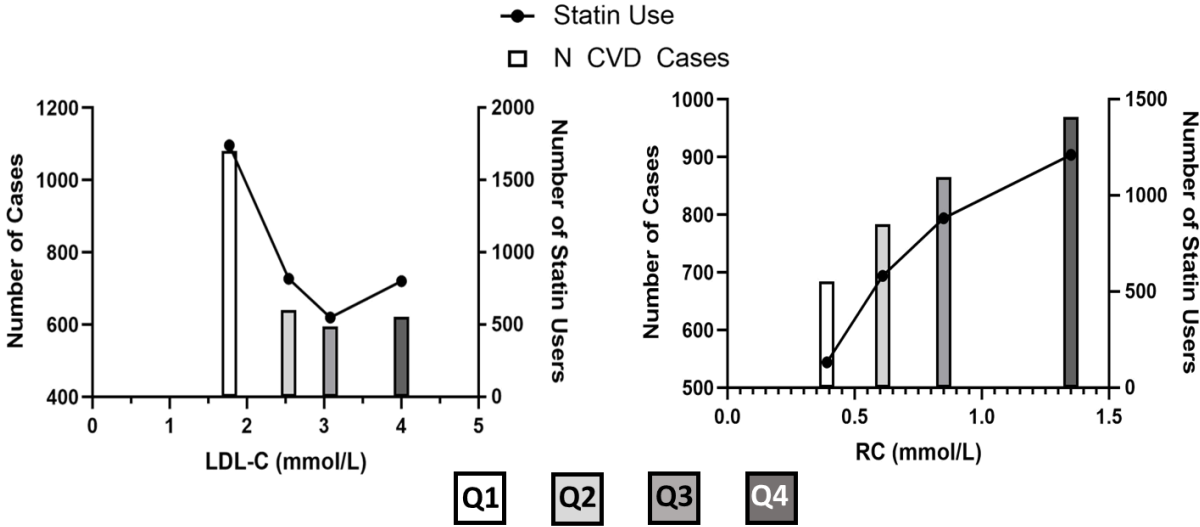 Statin Use
N CVD Cases
Number of Cases
1200
1000
800
600
400
2000
1500
1000
500
0
Number of Statin Users
0 1 2 3 4 5
LDL-C (mmol/L)
Number of Cases
1000
900
800
700
600
500
1500
1000
500
0
Number of Statin Users
0.0 0.5 1.0 1.5
RC (mmol/L)
Q1 Q2 Q3 Q4